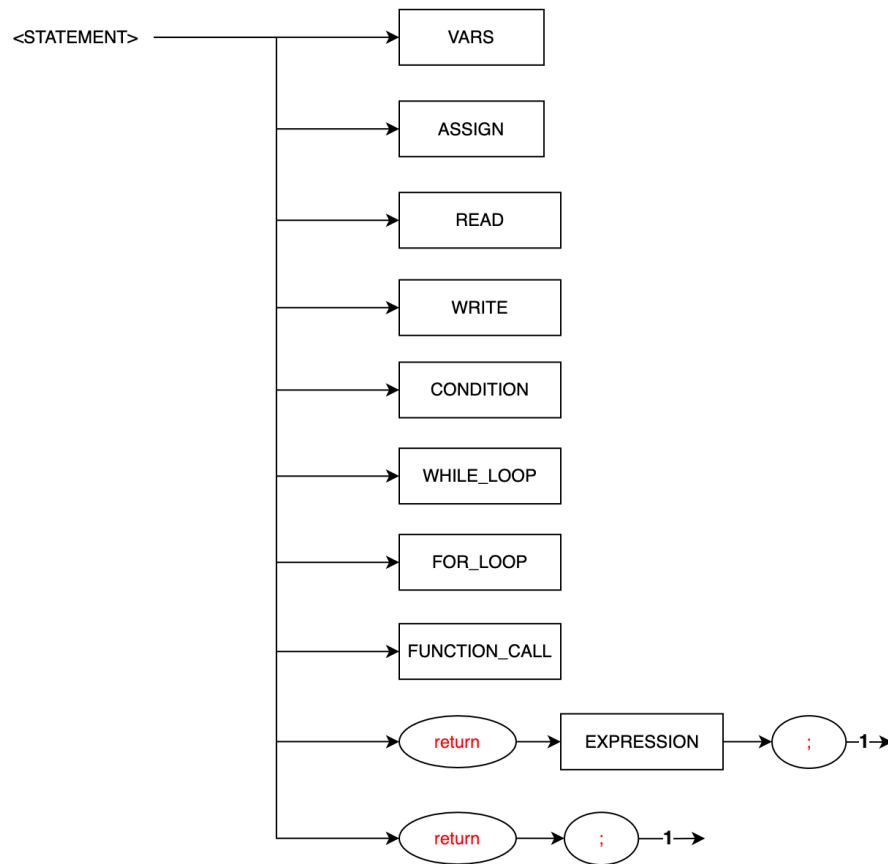 <STATEMENT>
VARS
ASSIGN
READ
WRITE
CONDITION
WHILE_LOOP
FOR_LOOP
FUNCTION_CALL
return EXPRESSION ; 1
return ; 1